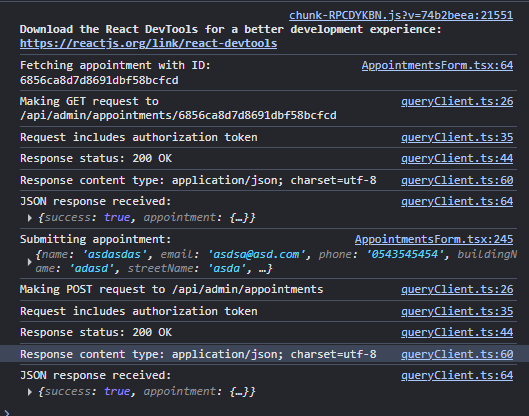 chunk-RPCDYKBN.js?v=74b2beea:21551
Download the React DevTools for a better development experience:
https://reactjs.org/link/react-devtools
Fetching appointment with ID: AppointmentsForm.tsx:64
6856ca8d7d8691dbf58bcfcd
Making GET request to queryClient.ts:26
/api/admin/appointments/6856ca8d7d8691dbf58bcfcd
Request includes authorization token queryClient.ts:35
Response status: 200 OK queryClient.ts:44
Response content type: application/json; charset=utf-8 queryClient.ts:60
JSON response received: queryClient.ts:64
{success: true, appointment: {…}}
Submitting appointment: AppointmentsForm.tsx:245
{name: 'asdasdas', email: 'asdsa@asd.com', phone: '0543545454', buildingN
ame: 'adasd', streetName: 'asda', …}
Making POST request to /api/admin/appointments queryClient.ts:26
Request includes authorization token queryClient.ts:35
Response status: 200 OK queryClient.ts:44
Response content type: application/json; charset=utf-8 queryClient.ts:60
JSON response received: queryClient.ts:64
{success: true, appointment: {…}}